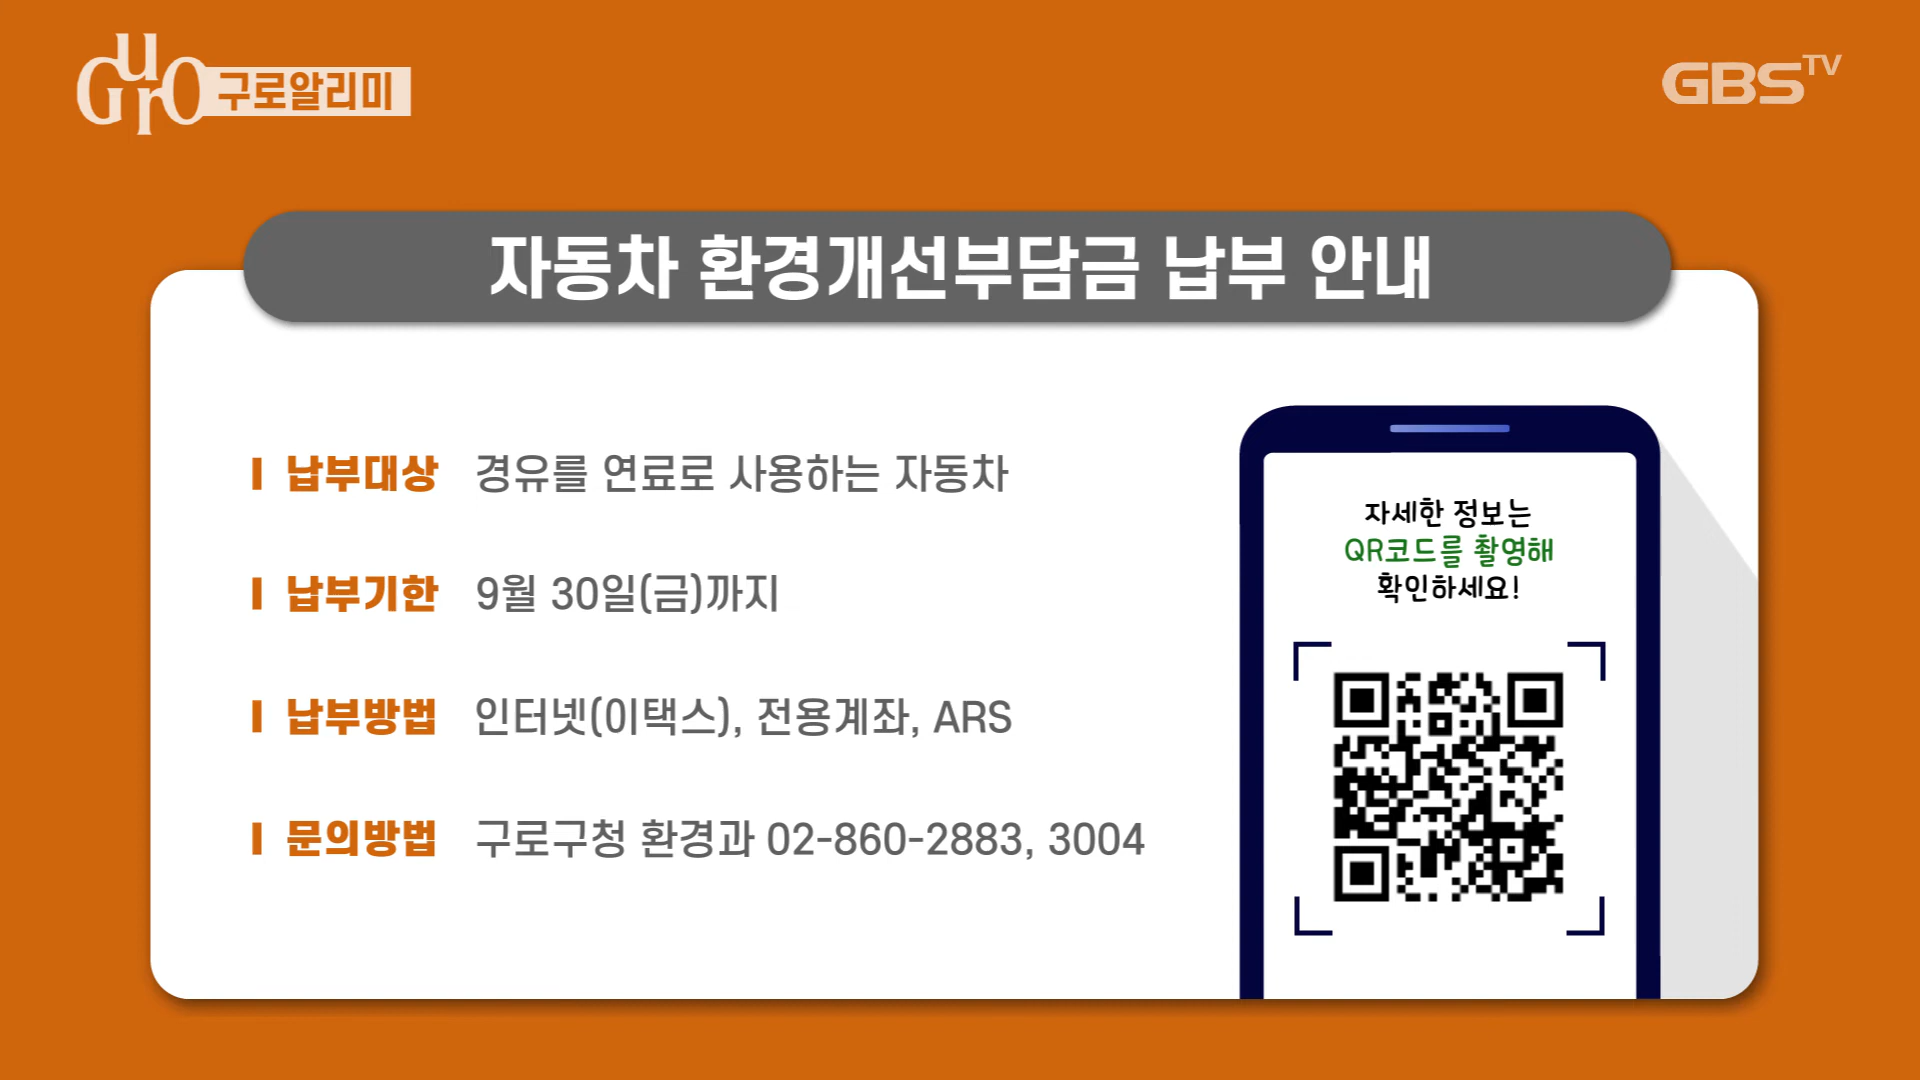 Guro 구로알리미
GBS TV
자동차 환경개선부담금 납부 안내
납부대상 경유를 연료로 사용하는 자동차
납부기한 9월 30일(금)까지
납부방법 인터넷(이택스), 전용계좌, ARS
문의방법 구로구청 환경과 02-860-2883, 3004
자세한 정보는
QR코드를 촬영해
확인하세요!